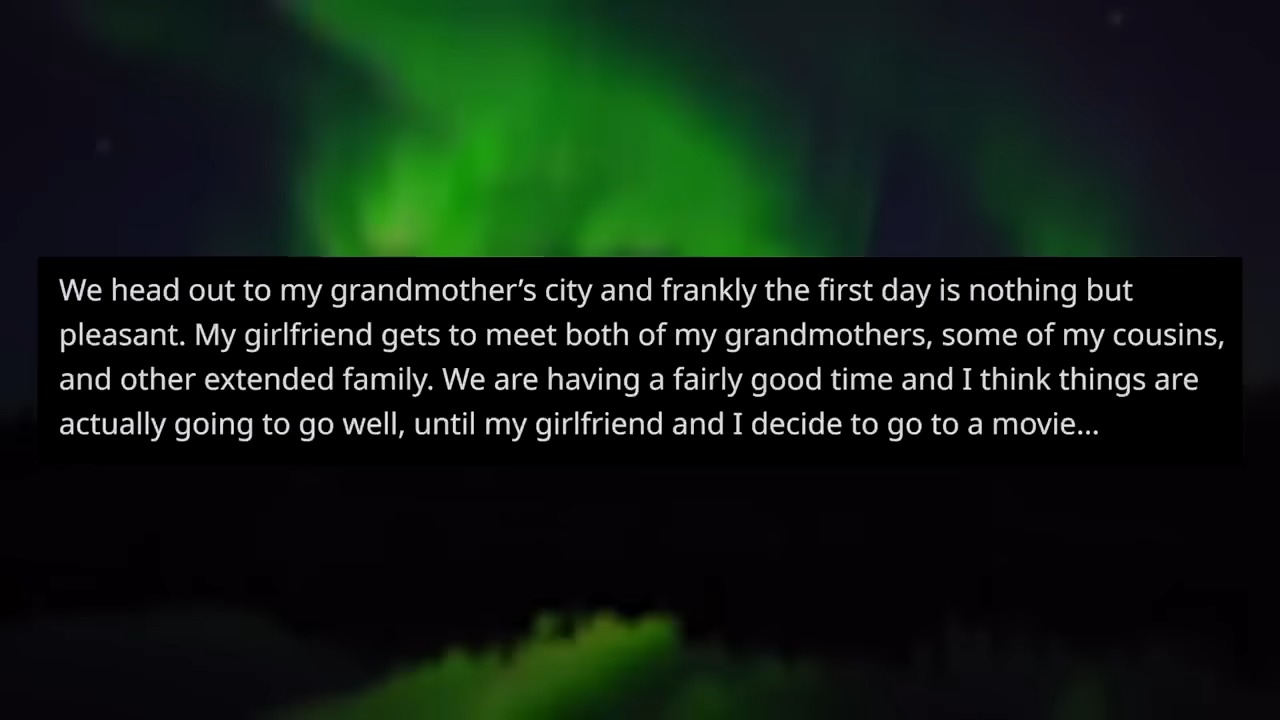 We head out to my grandmother’s city and frankly the first day is nothing but
pleasant. My girlfriend gets to meet both of my grandmothers, some of my cousins,
and other extended family. We are having a fairly good time and I think things are
actually going to go well, until my girlfriend and I decide to go to a movie...